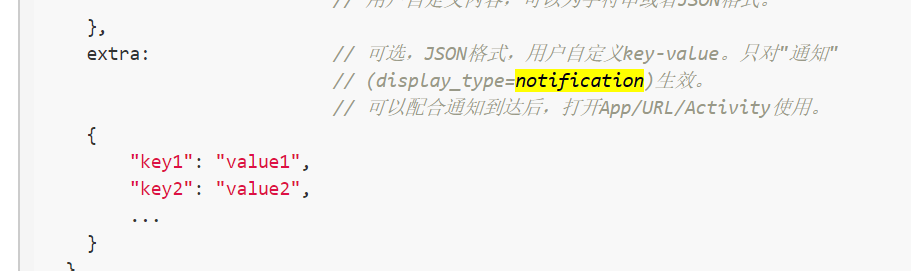 // 用户自定义内容，可以为字符串或者JSON格式。
},
extra: // 可选，JSON格式，用户自定义key-value。只对"通知"
// (display_type=notification)生效。
// 可以配合通知到达后，打开App/URL/Activity使用。
{
"key1": "value1",
"key2": "value2",
...
}
}